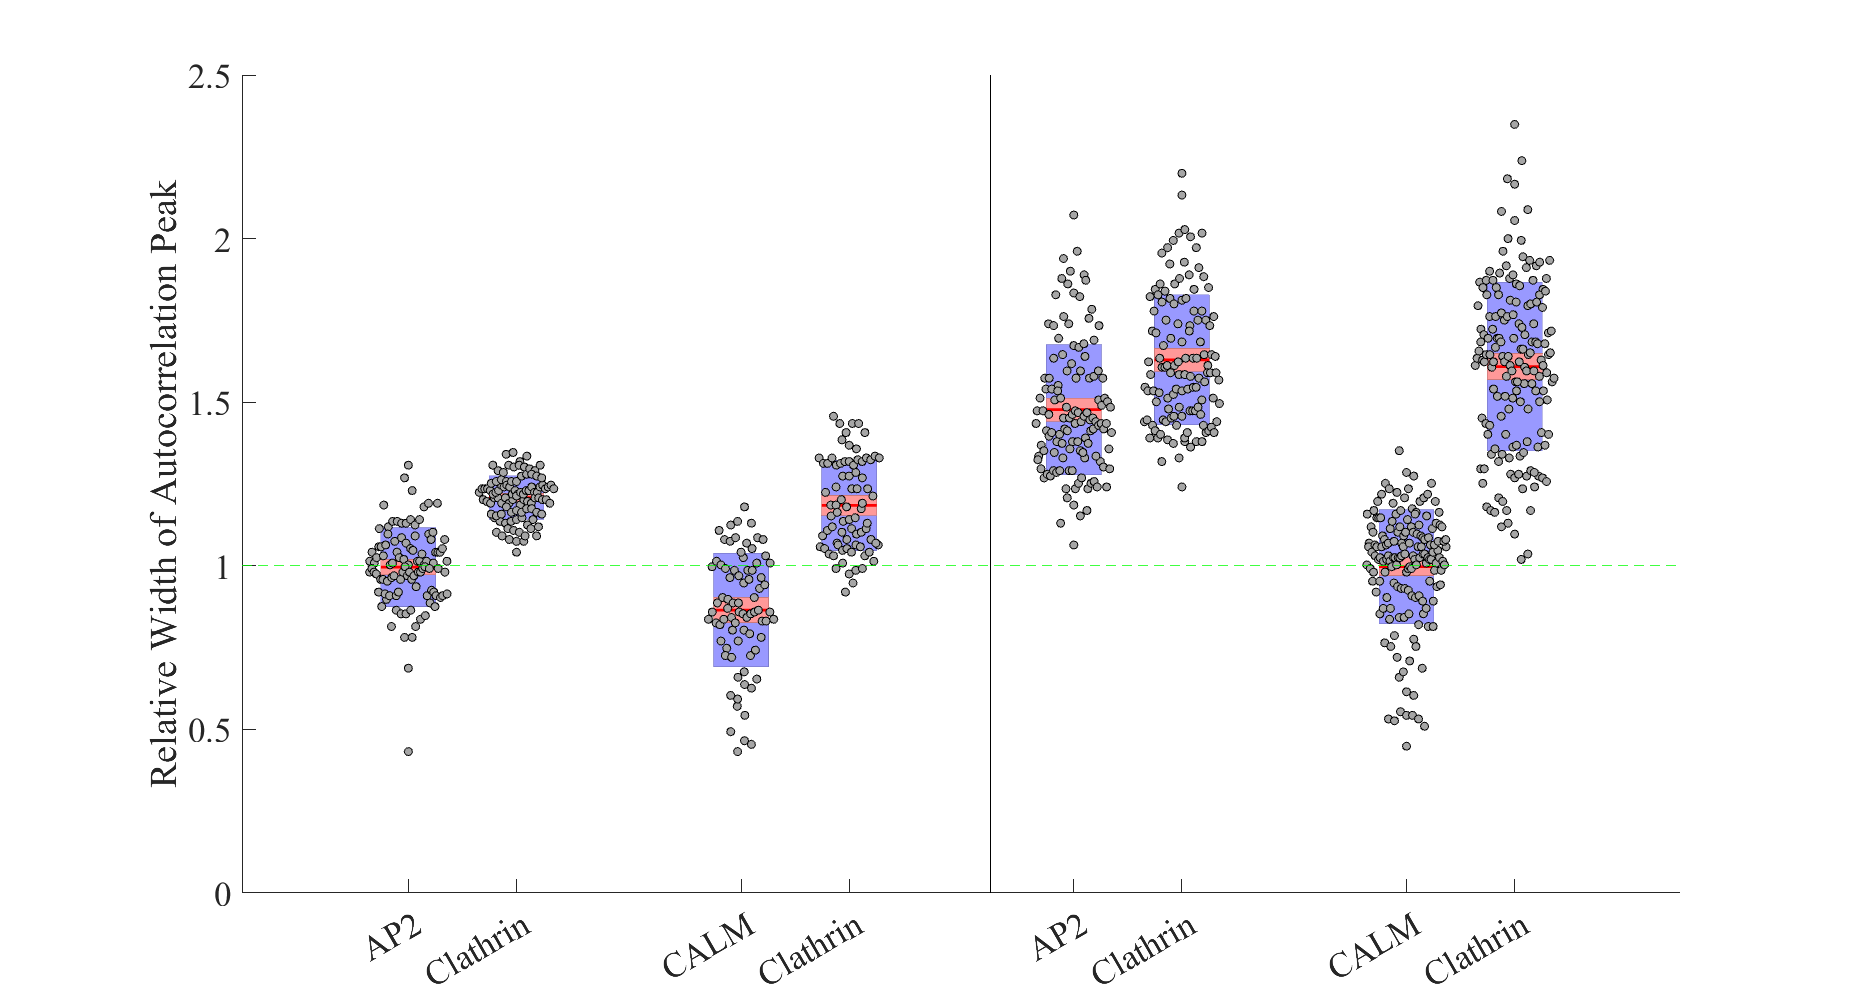 Relative Width of Autocorrelation Peak
2.5
2
1.5
1
0.5
0
AP2
Clathrin
CALM
Clathrin
AP2
Clathrin
CALM
Clathrin